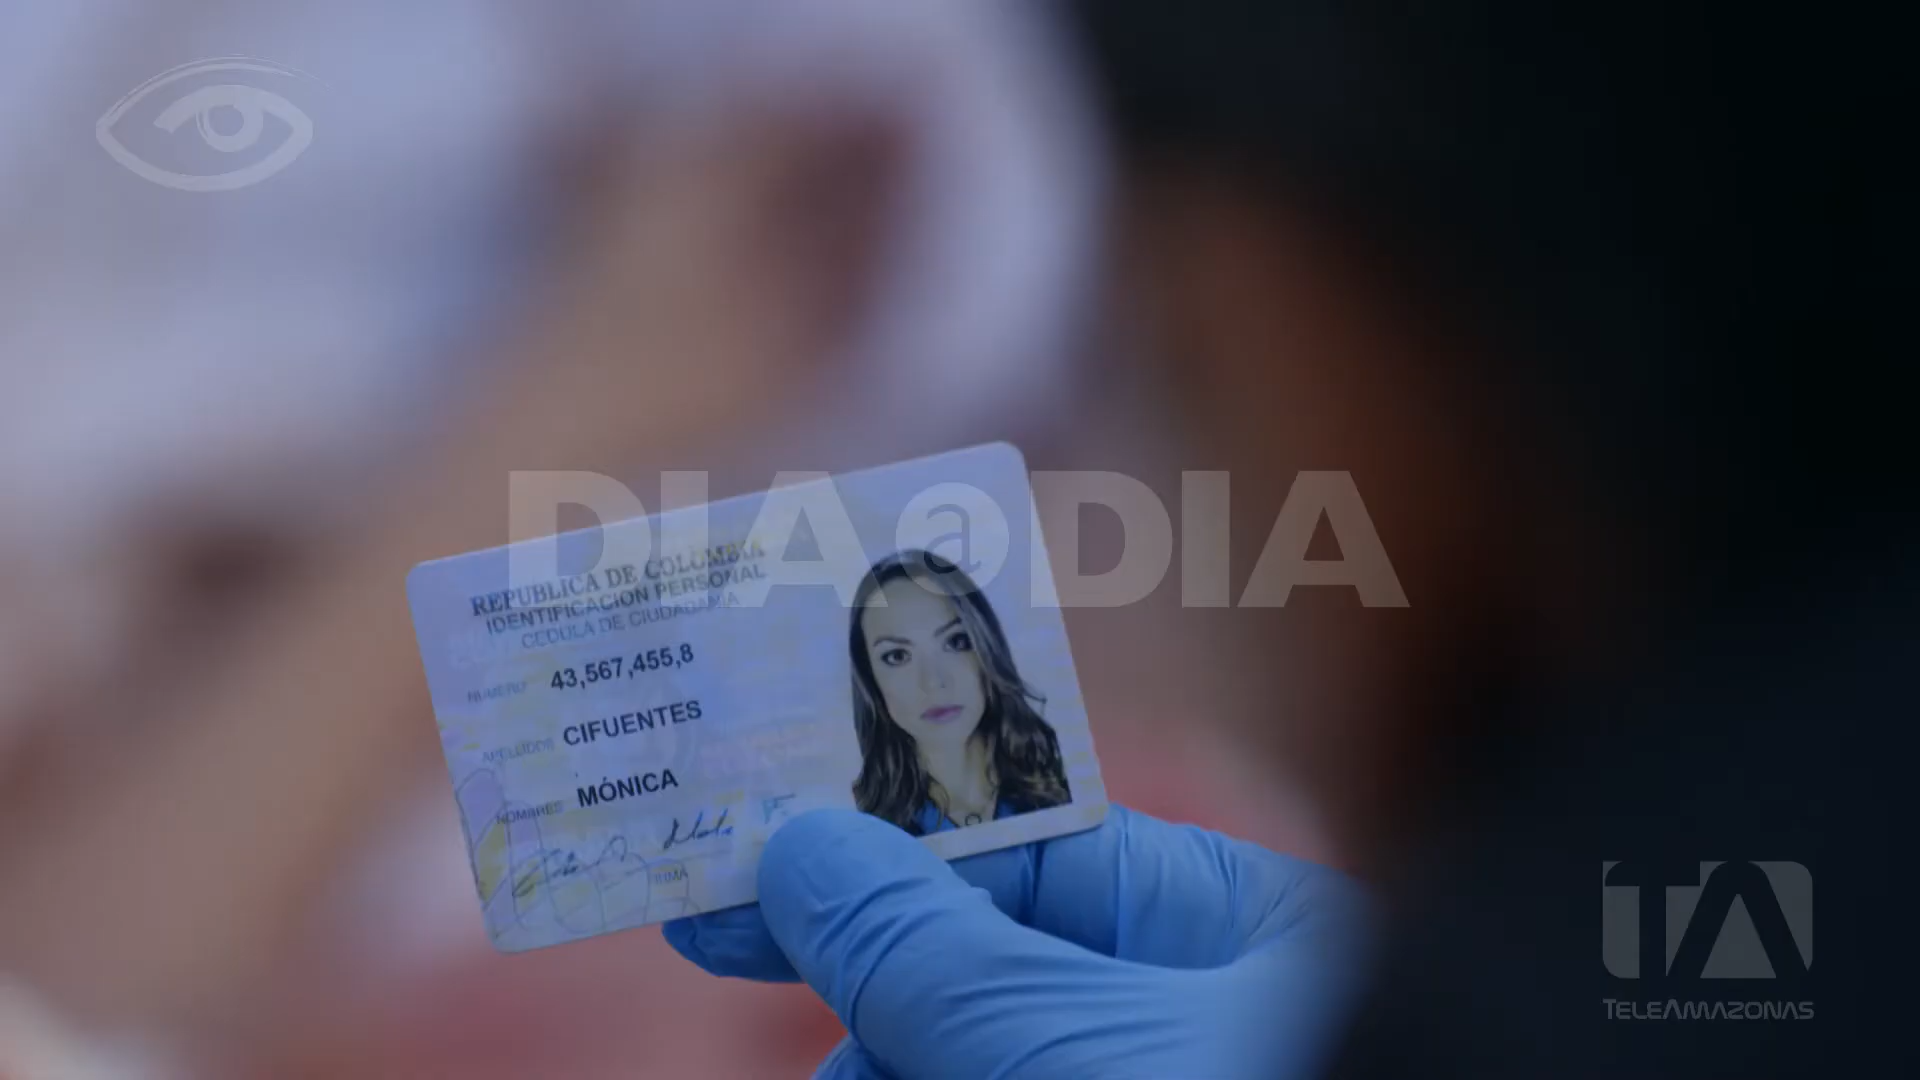 DIA@DIA
REPUBLICA DE COLOMBIA
IDENTIFICACION PERSONAL
CEDULA DE CIUDADANIA
NUMERO 43,567,455,8
APELLIDOS CIFUENTES
NOMBRES MÓNICA
FIRMA
TA
TELEAMAZONAS